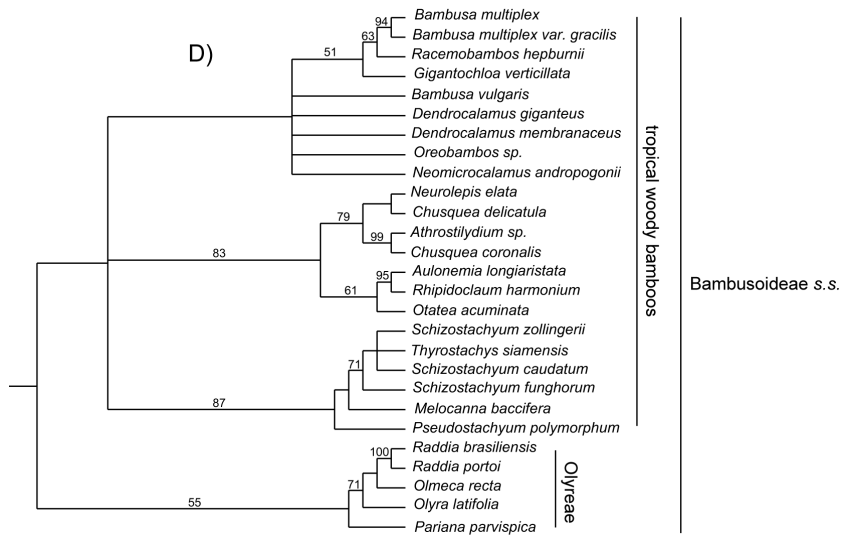 D)
94
Bambusa multiplex
Bambusa multiplex var. gracilis
63
Racemobambos hepburnii
51
Gigantochloa verticillata
Bambusa vulgaris
Dendrocalamus giganteus
Dendrocalamus membranaceus
Oreobambos sp.
Neomicrocalamus andropogonii
Neurolepis elata
79
Chusquea delicatula
99
Athrostilydium sp.
83
Chusquea coronalis
95
Aulonemia longiaristata
61
Rhipidoclaum harmonium
Otatea acuminata
Schizostachyum zollingerii
Thyrostachys siamensis
71
Schizostachyum caudatum
Schizostachyum funghorum
87
Melocanna baccifera
Pseudostachyum polymorphum
tropical woody bamboos
100
Raddia brasiliensis
Raddia portoi
71
Olmeca recta
55
Olyra latifolia
Pariana parvispica
Olyreae
Bambusoideae s.s.